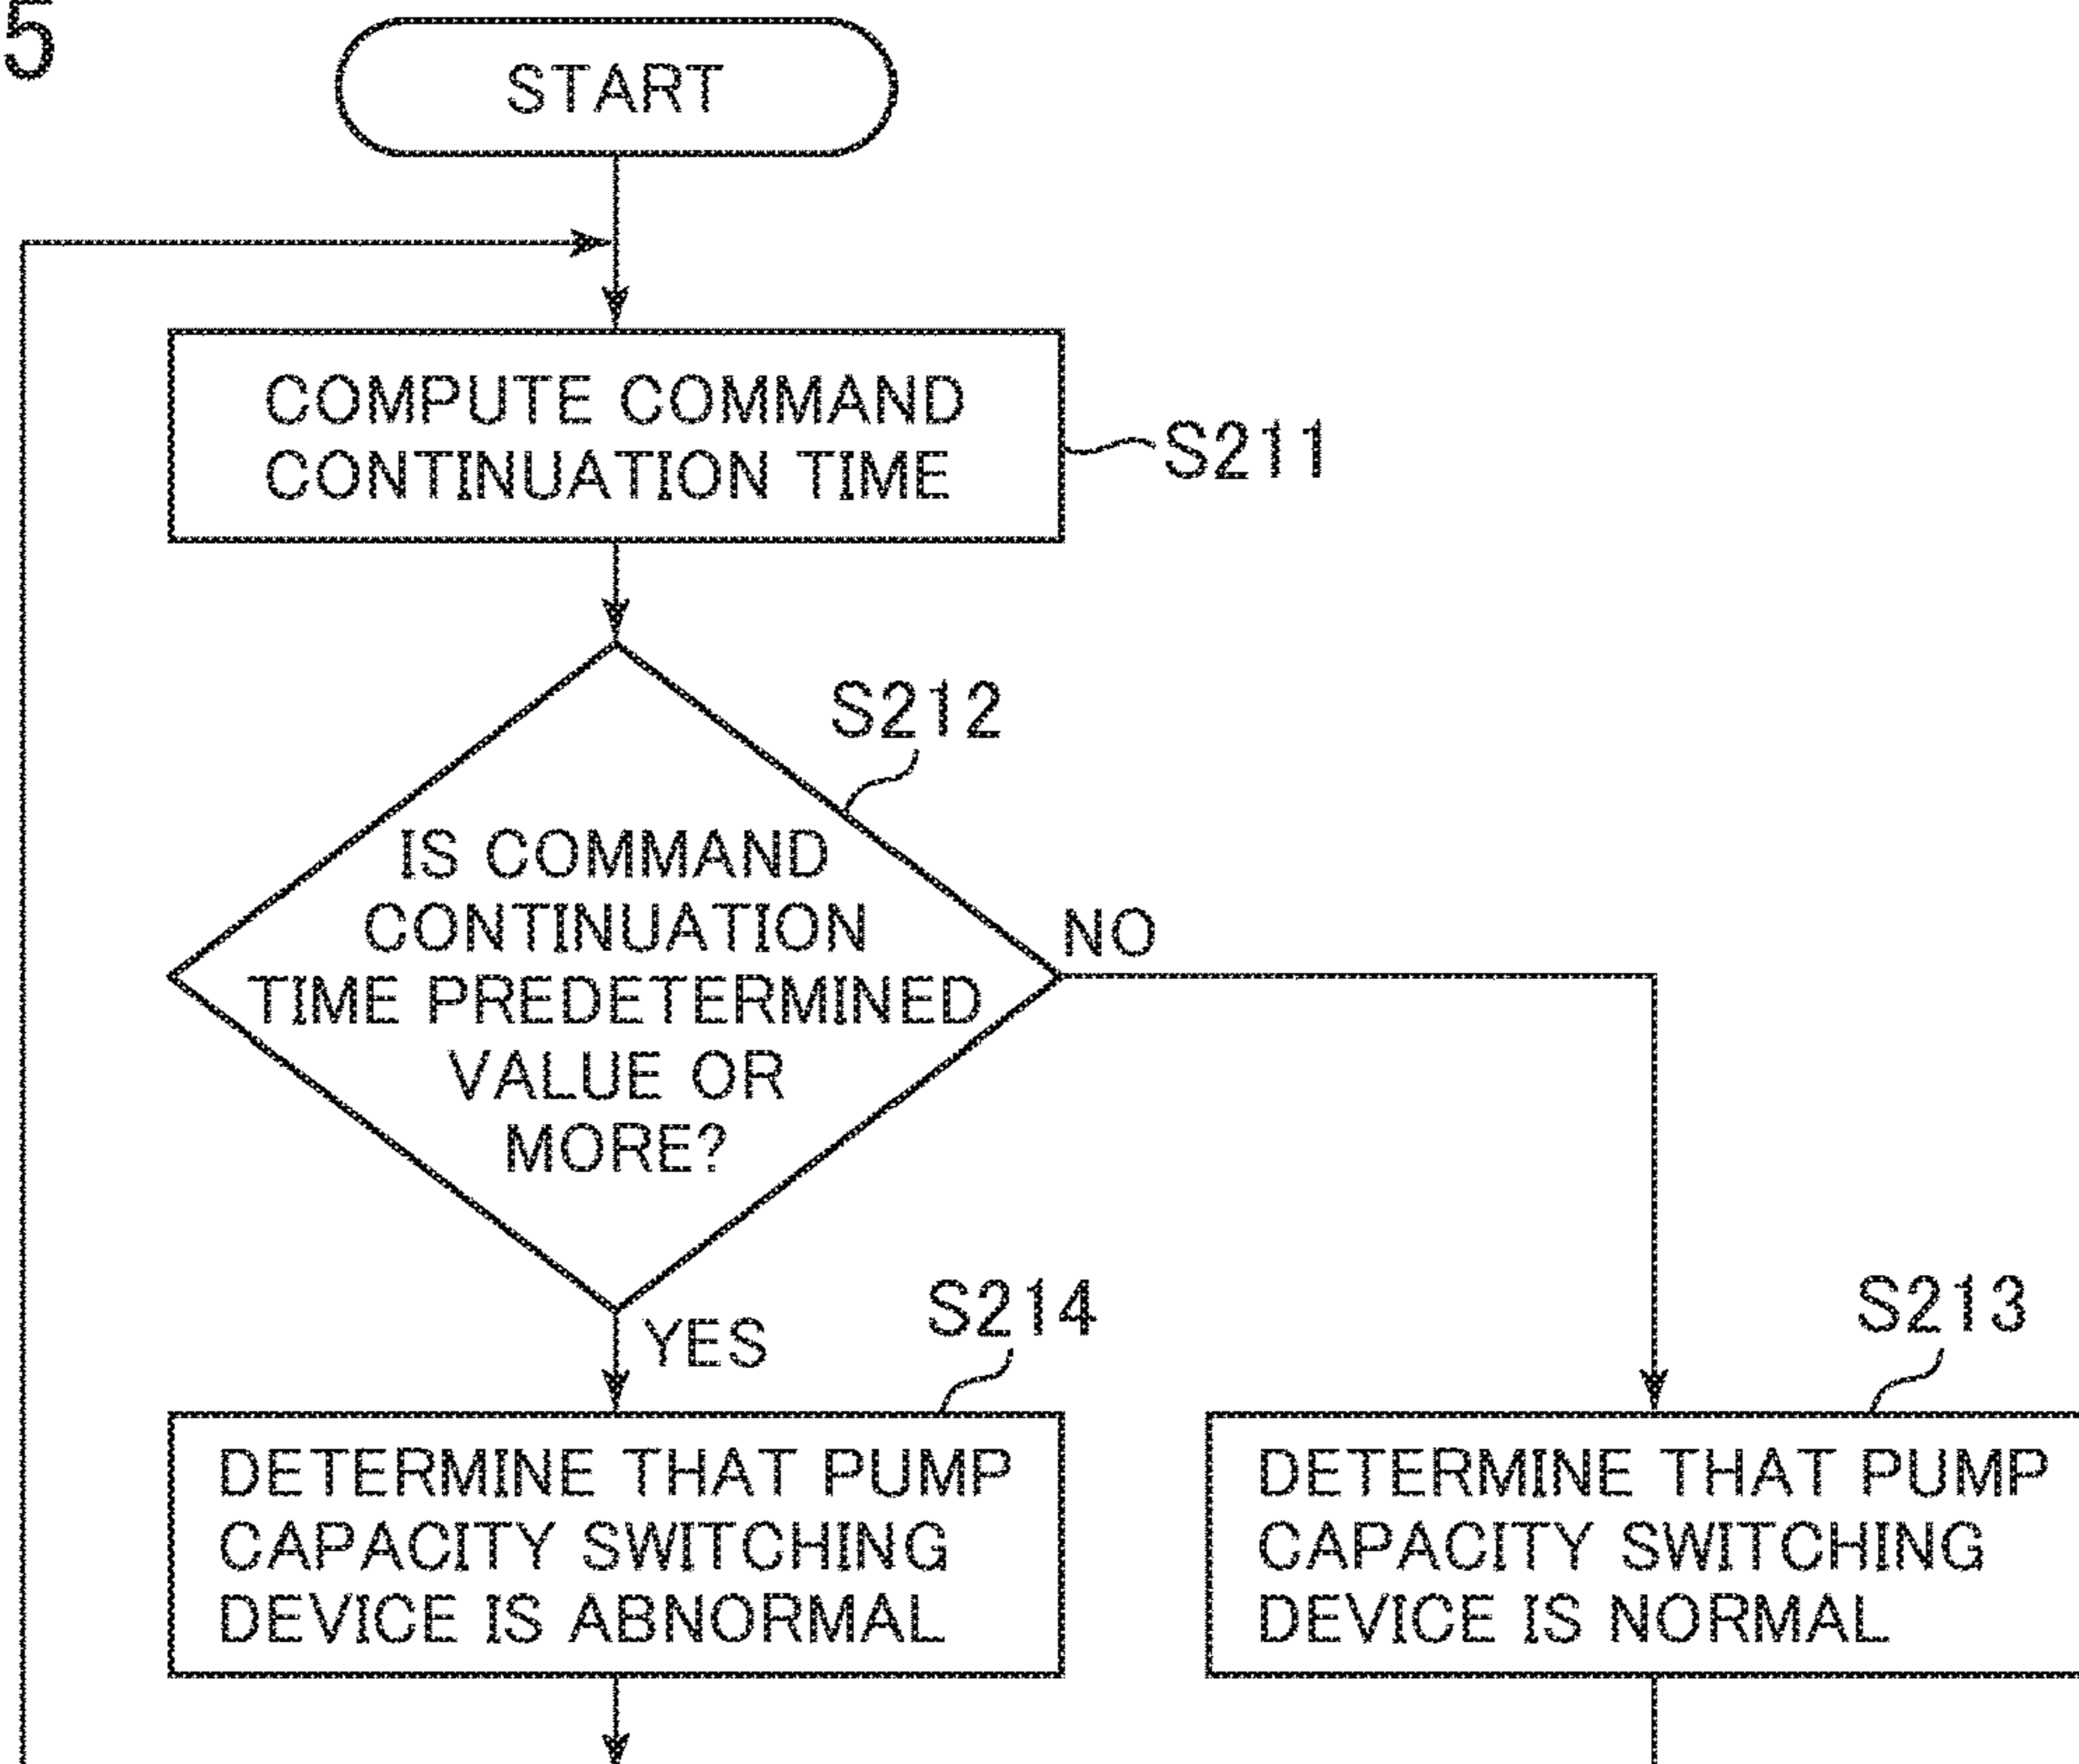 5
START
COMPUTE COMMAND
CONTINUATION TIME
S211
S212
IS COMMAND
CONTINUATION
TIME PREDETERMINED
VALUE OR
MORE?
NO
YES
S214
S213
DETERMINE THAT PUMP
CAPACITY SWITCHING
DEVICE IS ABNORMAL
DETERMINE THAT PUMP
CAPACITY SWITCHING
DEVICE IS NORMAL